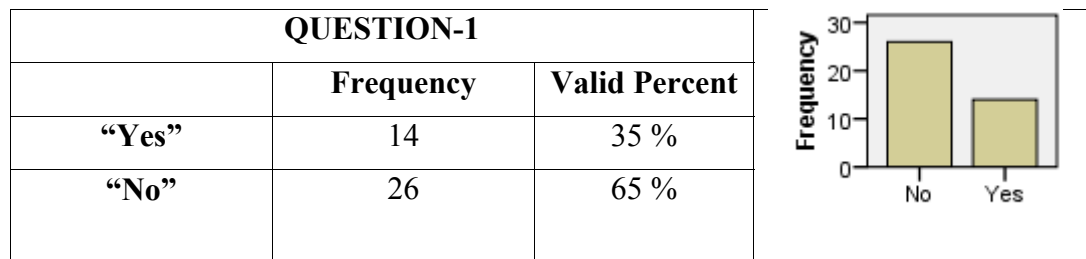 QUESTION-1
Frequency Valid Percent
“Yes” 14 35 %
“No” 26 65 %
Frequency
30
20
10
0
No Yes